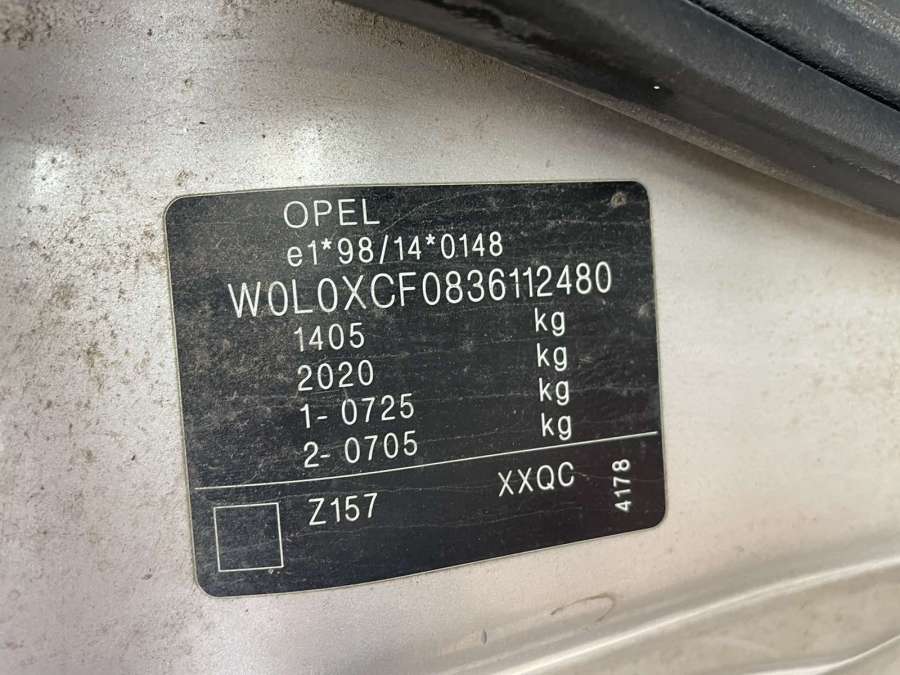 OPEL
e1*98/14*0148
W0L0XCF0836112480
1405 kg
2020 kg
1- 0725 kg
2- 0705 kg
Z157 XXQC 4178